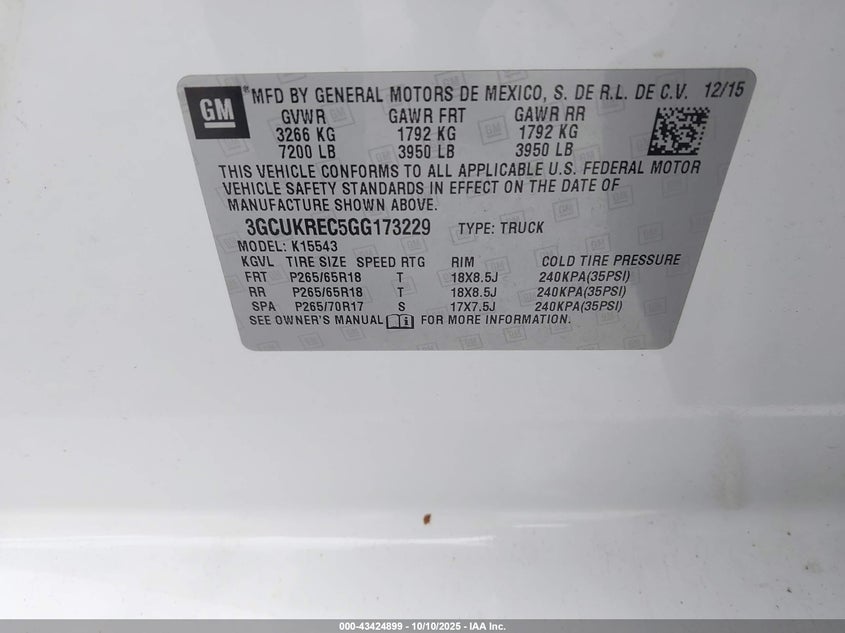 GM
*MFD BY GENERAL MOTORS DE MEXICO, S. DE R.L. DE C.V. 12/15
GVWR GAWR FRT GAWR RR
3266 KG 1792 KG 1792 KG
7200 LB 3950 LB 3950 LB
THIS VEHICLE CONFORMS TO ALL APPLICABLE U.S. FEDERAL MOTOR
VEHICLE SAFETY STANDARDS IN EFFECT ON THE DATE OF
MANUFACTURE SHOWN ABOVE.
3GCUKREC5GG173229 TYPE: TRUCK
MODEL: K15543
KGVL TIRE SIZE SPEED RTG RIM COLD TIRE PRESSURE
FRT P265/65R18 T 18X8.5J 240KPA(35PSI)
RR P265/65R18 T 18X8.5J 240KPA(35PSI)
SPA P265/70R17 S 17X7.5J 240KPA(35PSI)
SEE OWNER'S MANUAL FOR MORE INFORMATION.
000-43424899 - 10/10/2025 - IAA Inc.